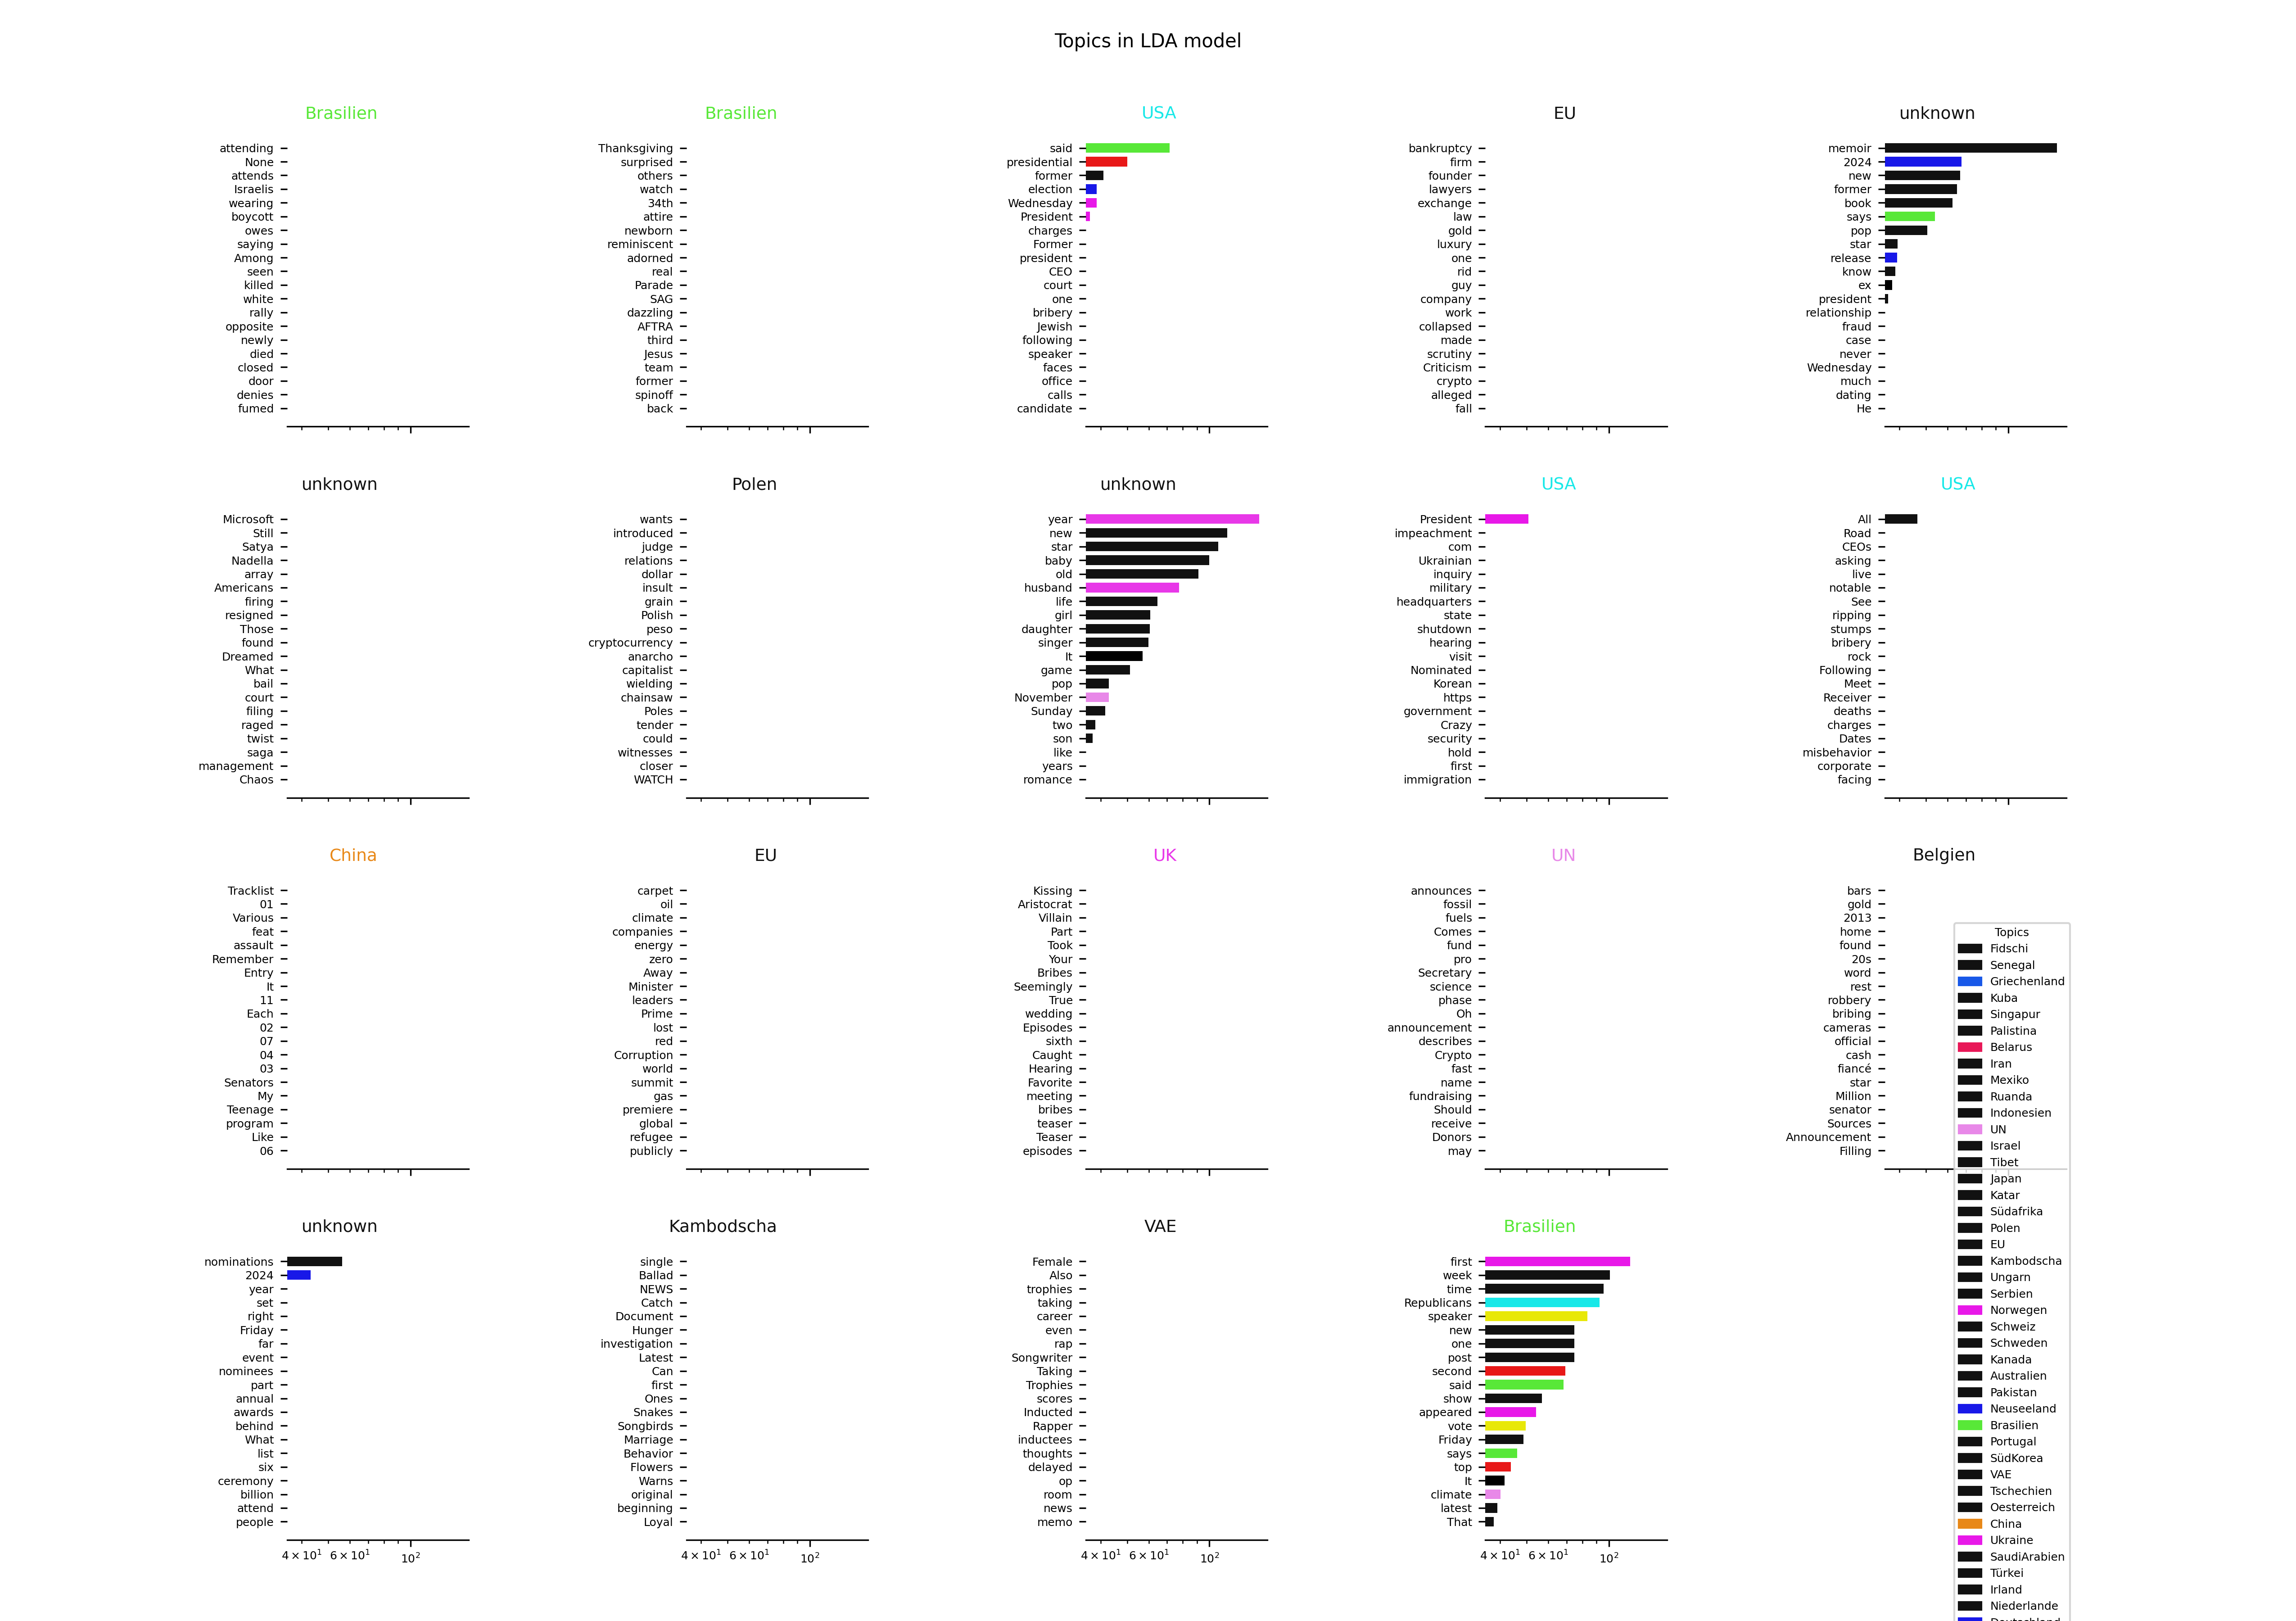 Topics in LDA model
Brasilien
attending
None
attends
Israelis
wearing
boycott
owes
saying
Among
seen
killed
white
rally
opposite
newly
died
closed
door
denies
fumed
Brasilien
Thanksgiving
surprised
others
watch
34th
attire
newborn
reminiscent
adorned
real
Parade
SAG
dazzling
AFTRA
third
Jesus
team
former
spinoff
back
USA
said
presidential
former
election
Wednesday
President
charges
Former
president
CEO
court
one
bribery
Jewish
following
speaker
faces
office
calls
candidate
EU
bankruptcy
firm
founder
lawyers
exchange
law
gold
luxury
one
rid
guy
company
work
collapsed
made
scrutiny
Criticism
crypto
alleged
fall
unknown
memoir
2024
new
former
book
says
pop
star
release
know
ex
president
relationship
fraud
case
never
Wednesday
much
dating
He
unknown
Microsoft
Still
Satya
Nadella
array
Americans
firing
resigned
Those
found
Dreamed
What
bail
court
filing
raged
twist
saga
management
Chaos
Polen
wants
introduced
judge
relations
dollar
insult
grain
Polish
peso
cryptocurrency
anarcho
capitalist
wielding
chainsaw
Poles
tender
could
witnesses
closer
WATCH
unknown
year
new
star
baby
old
husband
life
girl
daughter
singer
It
game
pop
November
Sunday
two
son
like
years
romance
USA
President
impeachment
com
Ukrainian
inquiry
military
headquarters
state
shutdown
hearing
visit
Nominated
Korean
https
government
Crazy
security
hold
first
immigration
USA
All
Road
CEOs
asking
live
notable
See
ripping
stumps
bribery
rock
Following
Meet
Receiver
deaths
charges
Dates
misbehavior
corporate
facing
China
Tracklist
01
Various
feat
assault
Remember
Entry
It
11
Each
02
07
04
03
Senators
My
Teenage
program
Like
06
EU
carpet
oil
climate
companies
energy
zero
Away
Minister
leaders
Prime
lost
red
Corruption
world
summit
gas
premiere
global
refugee
publicly
UK
Kissing
Aristocrat
Villain
Part
Took
Your
Bribes
Seemingly
True
wedding
Episodes
sixth
Caught
Hearing
Favorite
meeting
bribes
teaser
Teaser
episodes
UN
announces
fossil
fuels
Comes
fund
pro
Secretary
science
phase
Oh
announcement
describes
Crypto
fast
name
fundraising
Should
receive
Donors
may
Belgien
bars
gold
2013
home
found
20s
word
rest
robbery
bribing
cameras
official
cash
fiancé
star
Million
senator
Sources
Announcement
Filling
unknown
nominations
2024
year
set
right
Friday
far
event
nominees
part
annual
awards
behind
What
list
six
ceremony
billion
attend
people
4 × 10¹ 6 × 10¹ 10²
Kambodscha
single
Ballad
NEWS
Catch
Document
Hunger
investigation
Latest
Can
first
Ones
Snakes
Songbirds
Marriage
Behavior
Flowers
Warns
original
beginning
Loyal
4 × 10¹ 6 × 10¹ 10²
VAE
Female
Also
trophies
taking
career
even
rap
Songwriter
Taking
Trophies
scores
Inducted
Rapper
inductees
thoughts
delayed
op
room
news
memo
4 × 10¹ 6 × 10¹ 10²
Brasilien
first
week
time
Republicans
speaker
new
one
post
second
said
show
appeared
vote
Friday
says
top
It
climate
latest
That
4 × 10¹ 6 × 10¹ 10²
Topics
Fidschi
Senegal
Griechenland
Kuba
Singapur
Palistina
Belarus
Iran
Mexiko
Ruanda
Indonesien
UN
Israel
Tibet
Japan
Katar
Südafrika
Polen
EU
Kambodscha
Ungarn
Serbien
Norwegen
Schweiz
Schweden
Kanada
Australien
Pakistan
Neuseeland
Brasilien
Portugal
SüdKorea
VAE
Tschechien
Oesterreich
China
Ukraine
SaudiArabien
Türkei
Irland
Niederlande